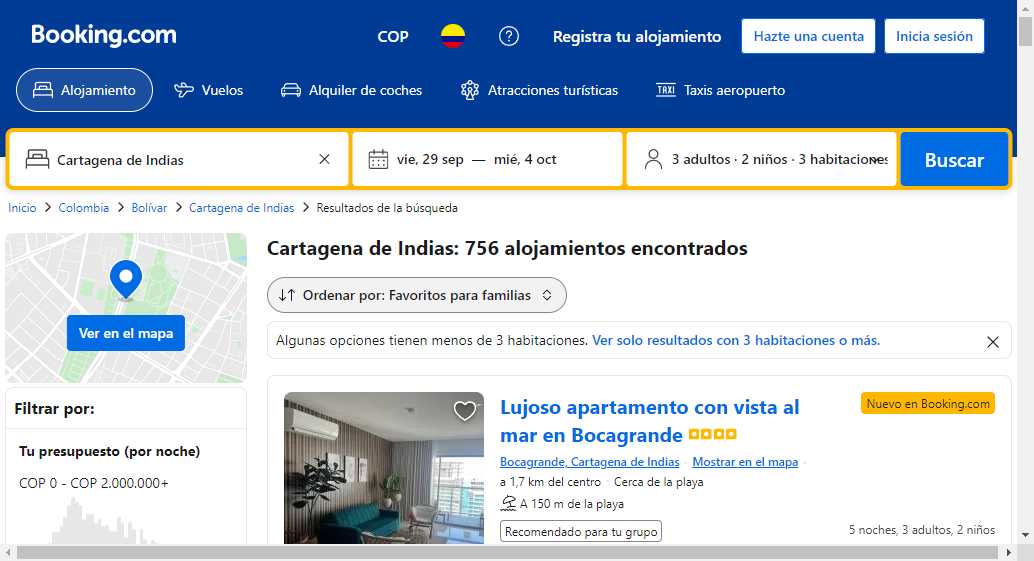 Booking.com
COP
Registra tu alojamiento
Hazte una cuenta
Inicia sesión
Alojamiento
Vuelos
Alquiler de coches
Atracciones turísticas
TAXI
Taxis aeropuerto
Cartagena de Indias
vie, 29 sep — mié, 4 oct
3 adultos · 2 niños · 3 habitaciones
Buscar
Inicio > Colombia > Bolívar > Cartagena de Indias > Resultados de la búsqueda
Ver en el mapa
Filtrar por:
Tu presupuesto (por noche)
COP 0 - COP 2.000.000+
Cartagena de Indias: 756 alojamientos encontrados
Ordenar por: Favoritos para familias
Algunas opciones tienen menos de 3 habitaciones. Ver solo resultados con 3 habitaciones o más.
Lujoso apartamento con vista al
mar en Bocagrande
Nuevo en Booking.com
Bocagrande, Cartagena de Indias · Mostrar en el mapa ·
a 1,7 km del centro · Cerca de la playa
A 150 m de la playa
Recomendado para tu grupo
5 noches, 3 adultos, 2 niños